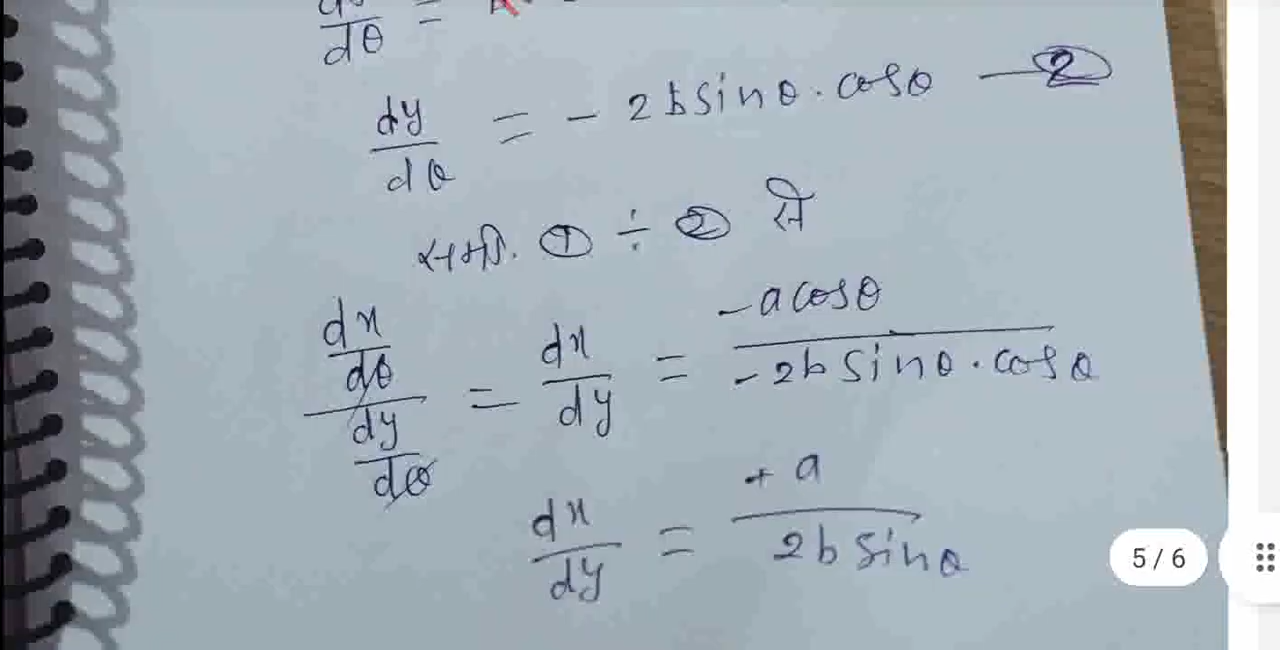 dθ =
dy/dθ = - 2b sinθ . cosθ — ②
समी. ① ÷ ② से
(dx/dθ)/(dy/dθ) = dx/dy = -a cosθ / -2b sinθ . cosθ
dx/dy = +a / 2b sinθ
5 / 6